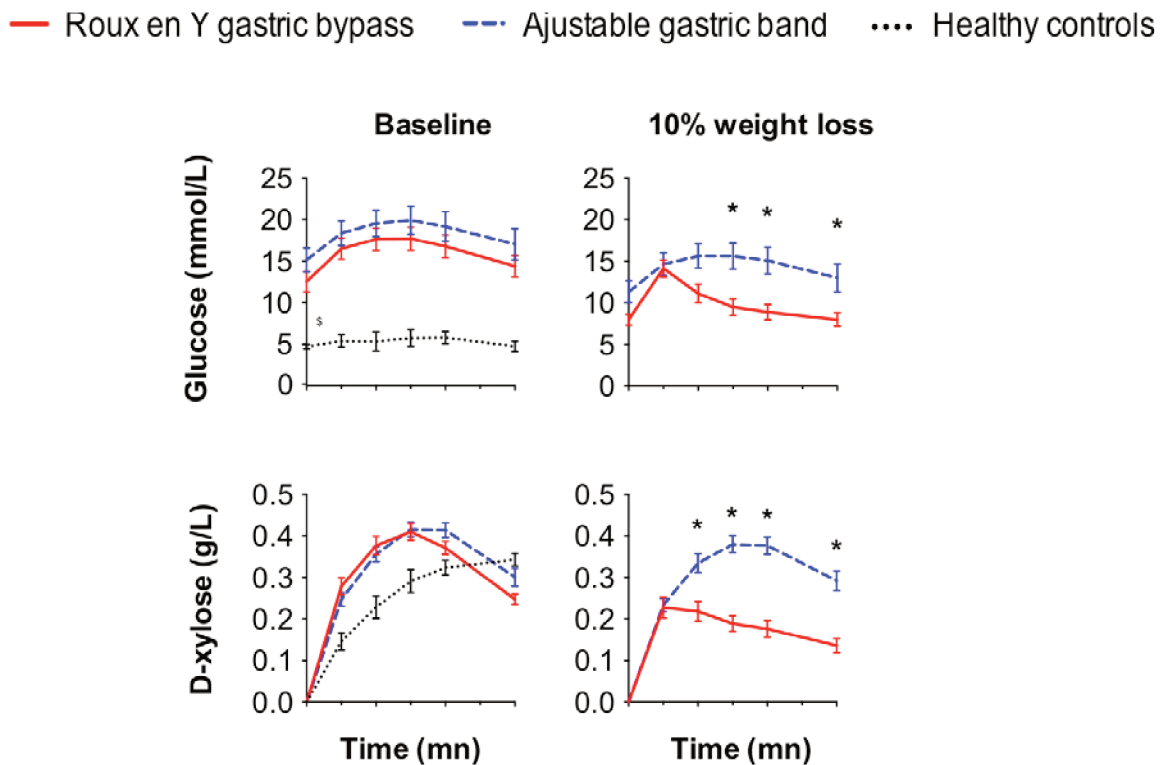 Roux en Y gastric bypass Ajustable gastric band Healthy controls
Baseline 10% weight loss
Glucose (mmol/L)
25 25
20 20
15 15
10 10
5 5
0 0
$
* * *
D-xylose (g/L)
0.5 0.5
0.4 0.4
0.3 0.3
0.2 0.2
0.1 0.1
0.0 0.0
* * * *
Time (mn) Time (mn)